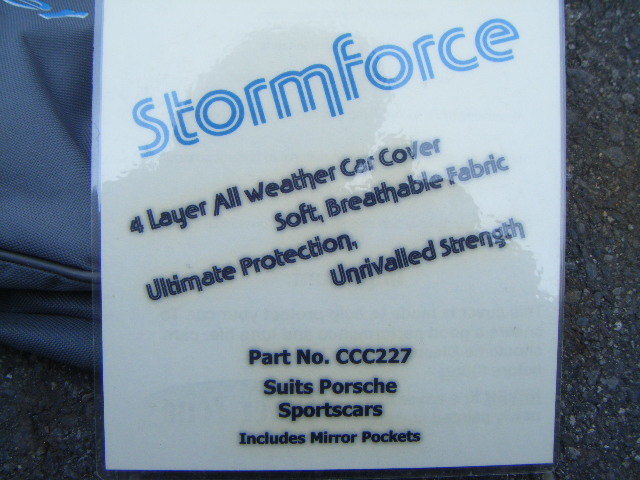 Stormforce
4 Layer All Weather Car Cover
Soft, Breathable Fabric
Ultimate Protection,
Unrivalled Strength
Part No. CCC227
Suits Porsche
Sportscars
Includes Mirror Pockets